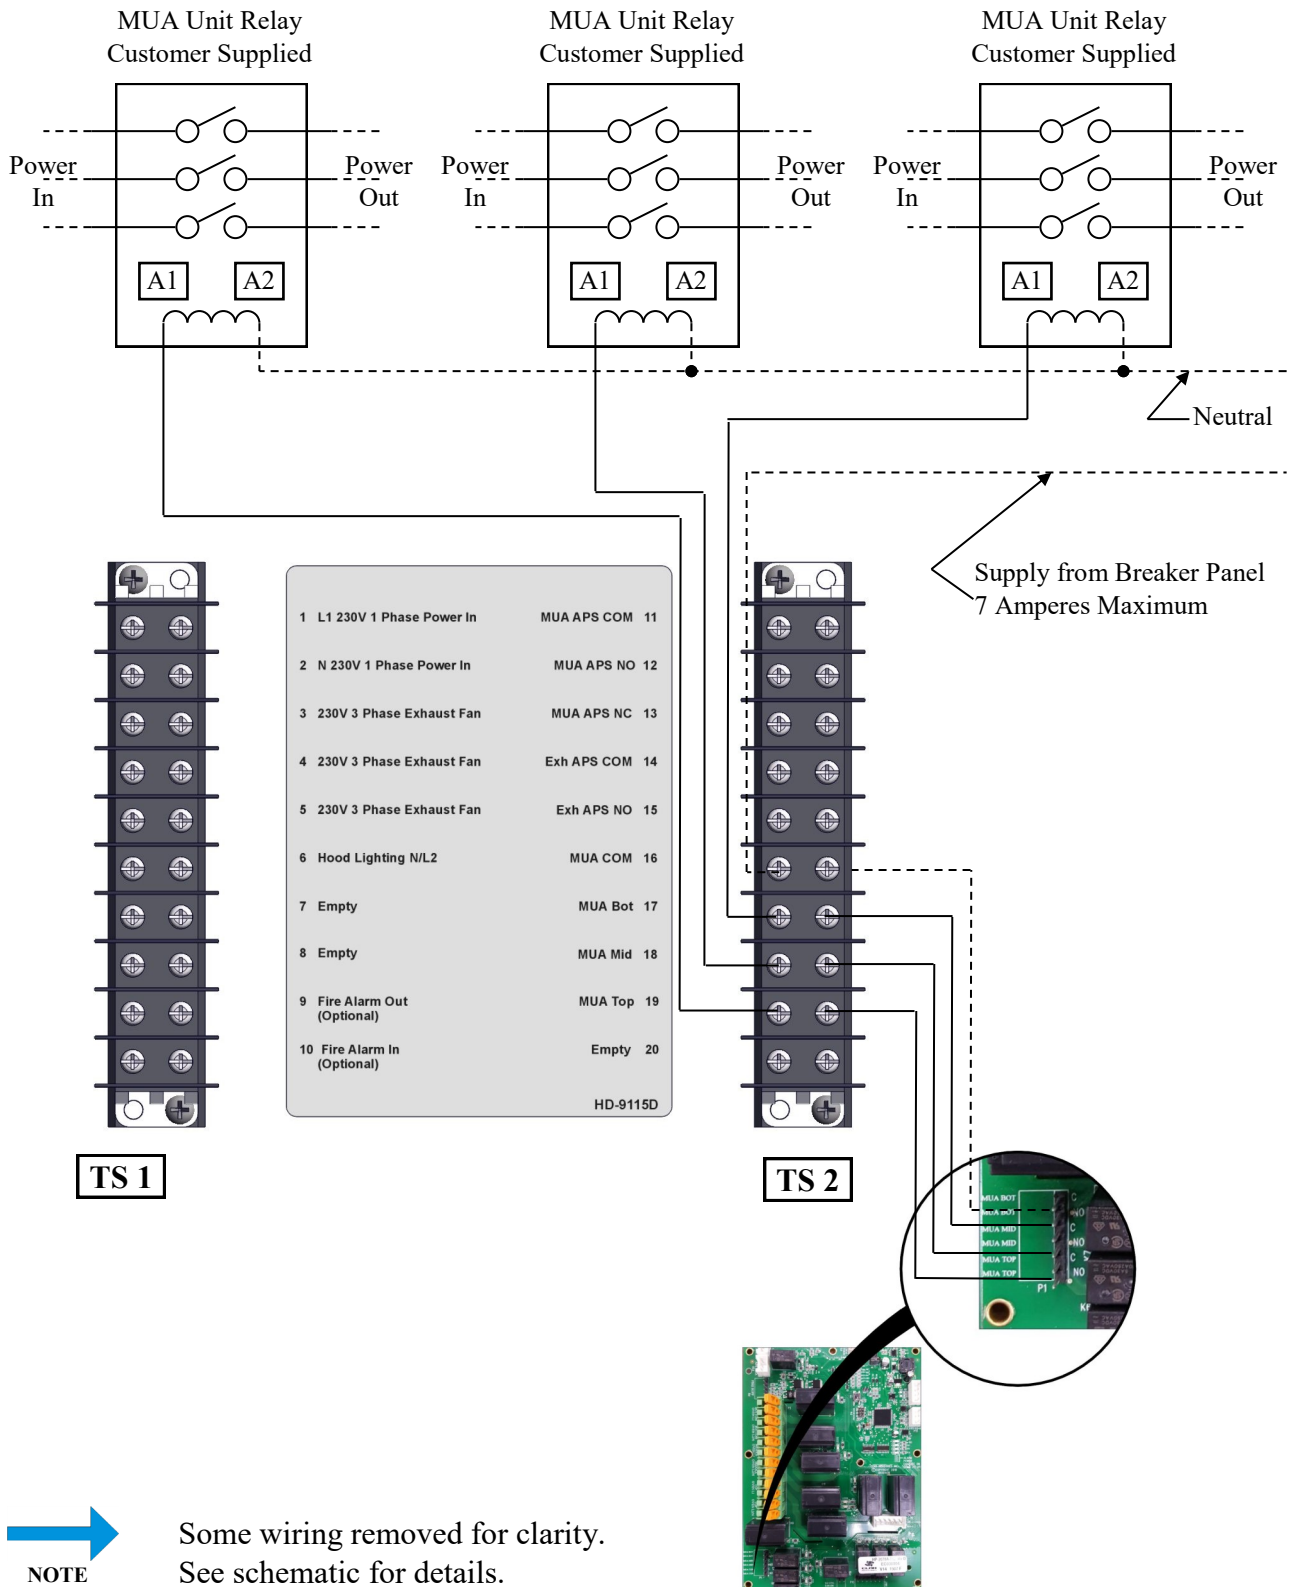 MUA Unit Relay
Customer Supplied
MUA Unit Relay
Customer Supplied
MUA Unit Relay
Customer Supplied
Power
In
Power
Out
Power
In
Power
Out
Power
In
Power
Out
A1
A2
A1
A2
A1
A2
Neutral
Supply from Breaker Panel
7 Amperes Maximum
1 L1 230V 1 Phase Power In
2 N 230V 1 Phase Power In
3 230V 3 Phase Exhaust Fan
4 230V 3 Phase Exhaust Fan
5 230V 3 Phase Exhaust Fan
6 Hood Lighting N/L2
7 Empty
8 Empty
9 Fire Alarm Out
(Optional)
10 Fire Alarm In
(Optional)
MUA APS COM 11
MUA APS NO 12
MUA APS NC 13
Exh APS COM 14
Exh APS NO 15
MUA COM 16
MUA Bot 17
MUA Mid 18
MUA Top 19
Empty 20
HD-9115D
TS 1
TS 2
MUA BOT C
MUA BOT NO
MUA MID C
MUA MID NO
MUA TOP C
MUA TOP NO
P1
NOTE
Some wiring removed for clarity.
See schematic for details.